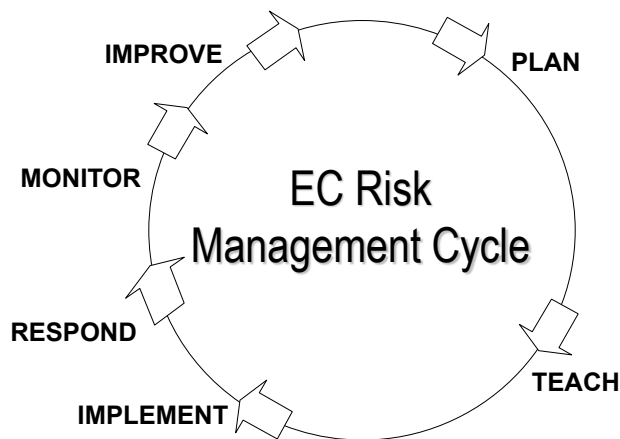 IMPROVE
PLAN
MONITOR
EC Risk
Management Cycle
RESPOND
TEACH
IMPLEMENT